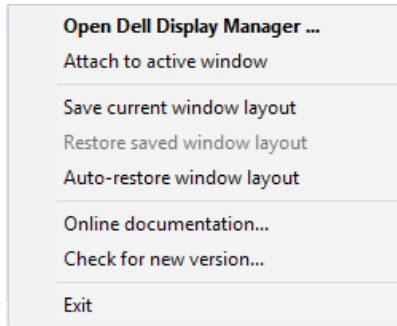 Open Dell Display Manager ...
Attach to active window
Save current window layout
Restore saved window layout
Auto-restore window layout
Online documentation...
Check for new version...
Exit